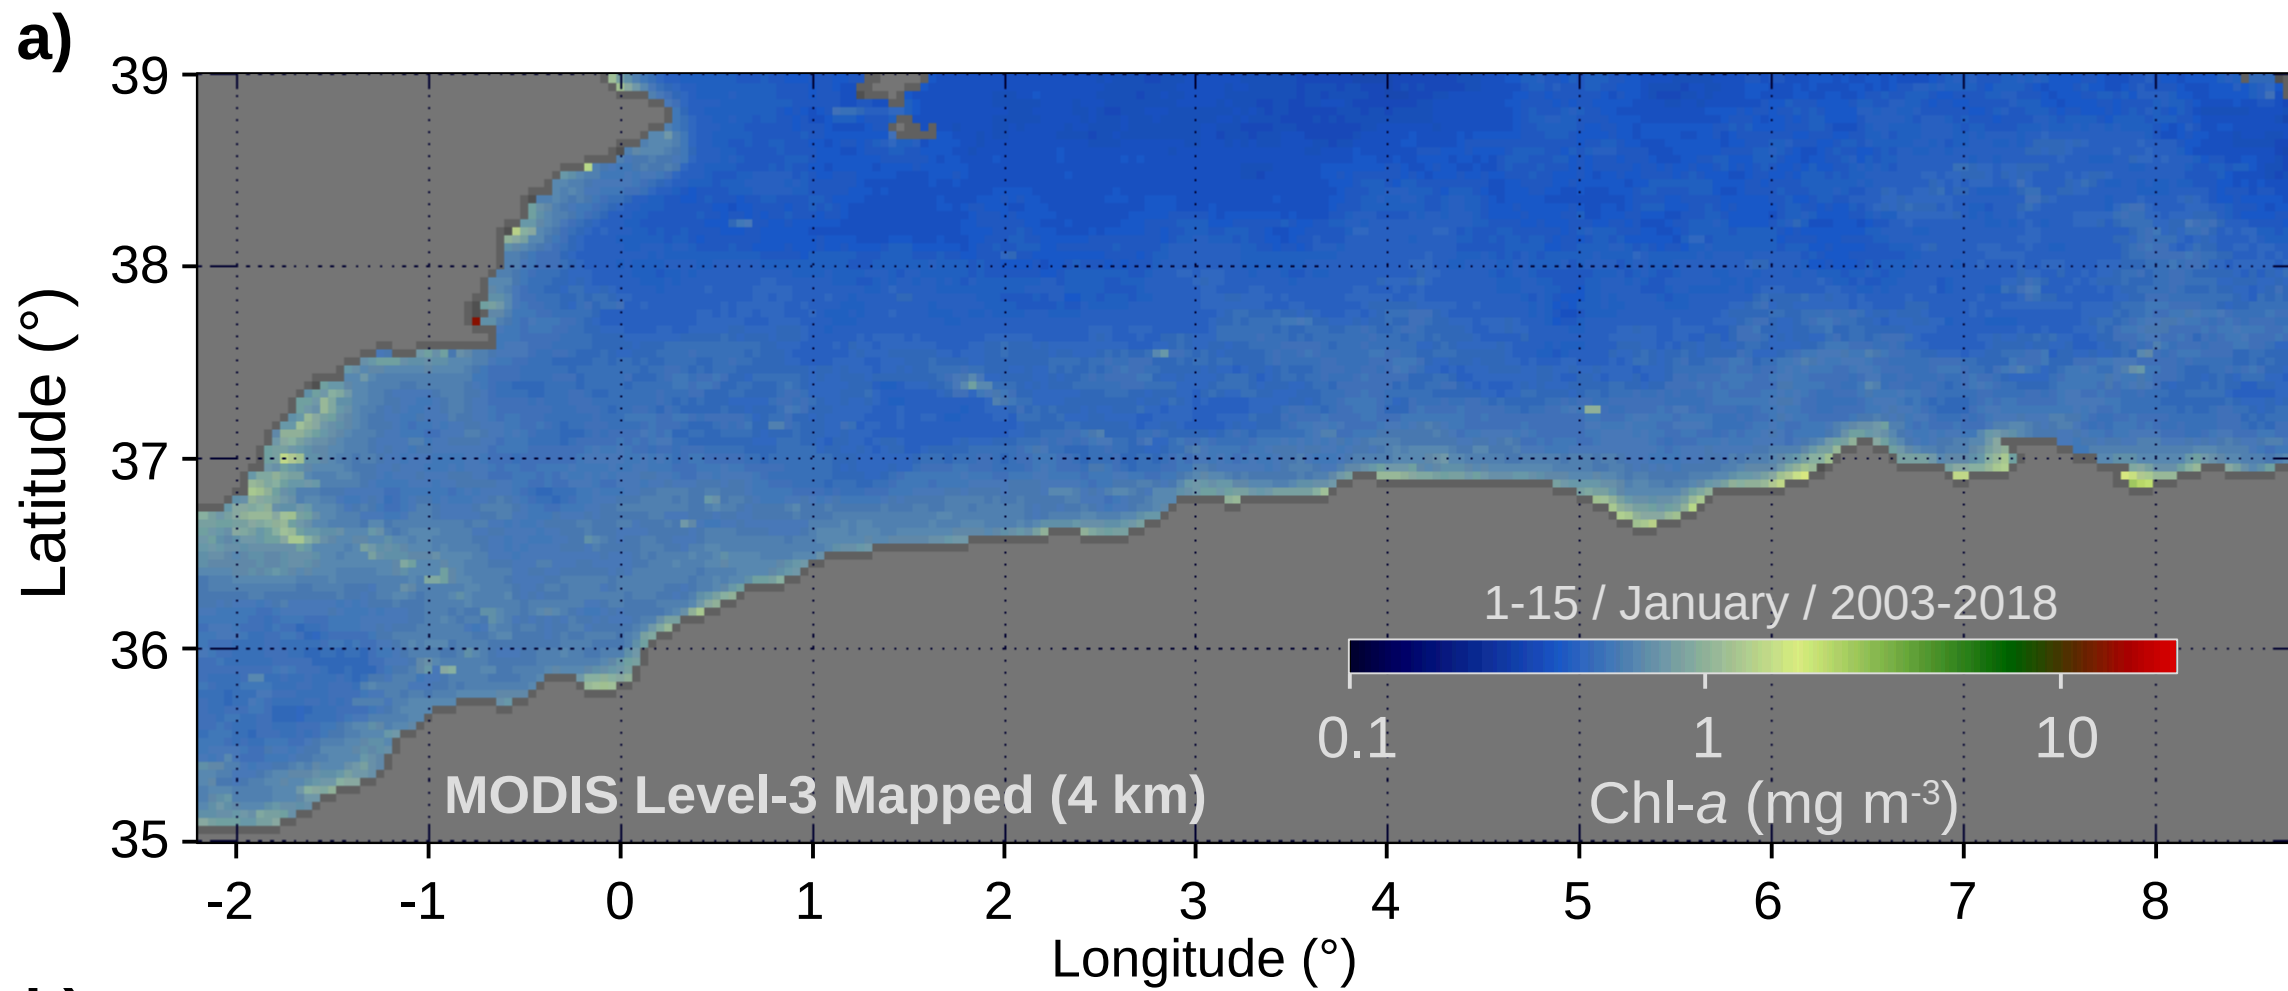 a)
39
38
37
36
35
Latitude (°)
1-15 / January / 2003-2018
0.1 1 10
Chl-a (mg m-3)
MODIS Level-3 Mapped (4 km)
-2 -1 0 1 2 3 4 5 6 7 8
Longitude (°)